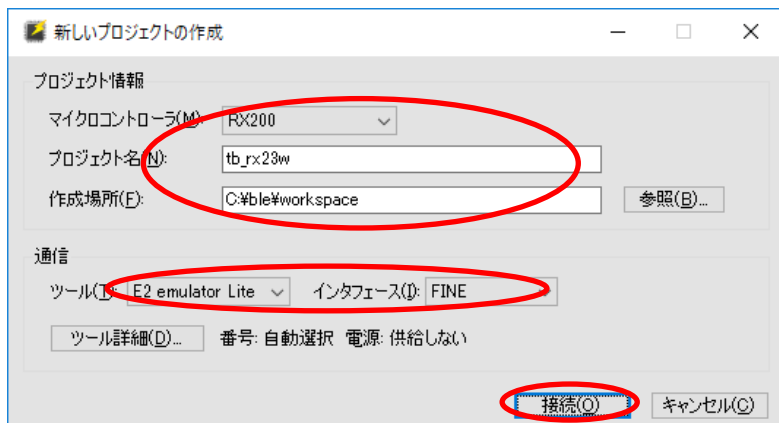 新しいプロジェクトの作成
プロジェクト情報
マイクロコントローラ(M): RX200
プロジェクト名(N): tb_rx23w
作成場所(F): C:¥ble¥workspace 参照(B)...
通信
ツール(T): E2 emulator Lite インタフェース(I): FINE
ツール詳細(D)... 番号: 自動選択 電源: 供給しない
接続(O) キャンセル(C)